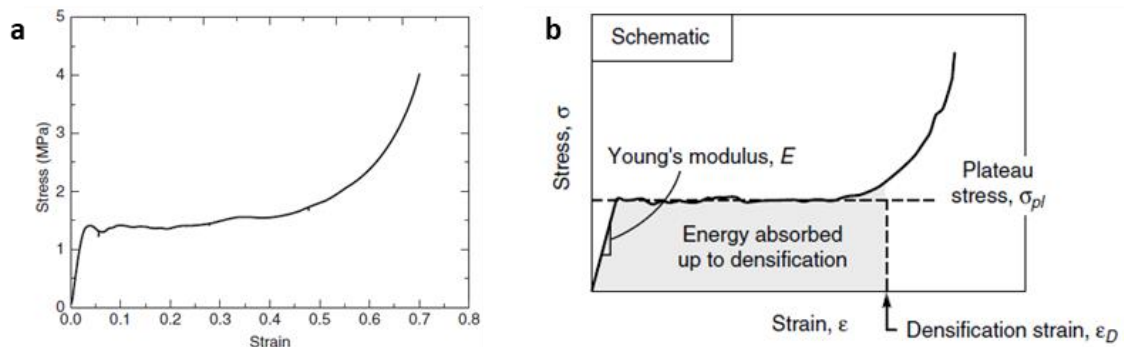 a
5
4
3
2
1
0
Stress (MPa)
0.0 0.1 0.2 0.3 0.4 0.5 0.6 0.7 0.8
Strain
b
Schematic
Stress, σ
Young's modulus, E
Plateau
stress, σpl
Energy absorbed
up to densification
Strain, ε
Densification strain, εD